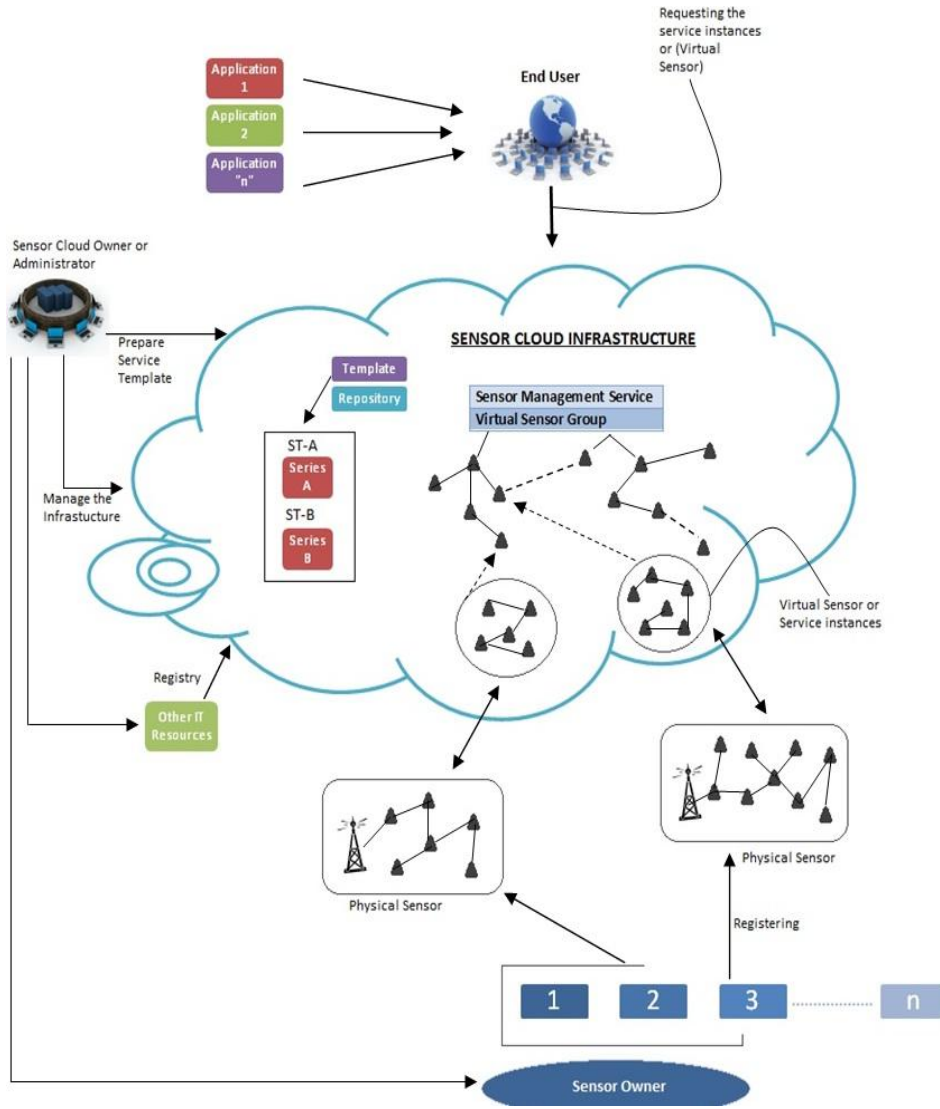 Requesting the
service instances
or (Virtual
Sensor)
End User
Application
1
Application
2
Application
"n"
Sensor Cloud Owner or
Administrator
Prepare
Service
Template
SENSOR CLOUD INFRASTRUCTURE
Template
Repository
Sensor Management Service
Virtual Sensor Group
ST-A
Series
A
ST-B
Series
B
Manage the
Infrastucture
Virtual Sensor or
Service instances
Registry
Other IT
Resources
Physical Sensor
Physical Sensor
Registering
1
2
3
n
Sensor Owner